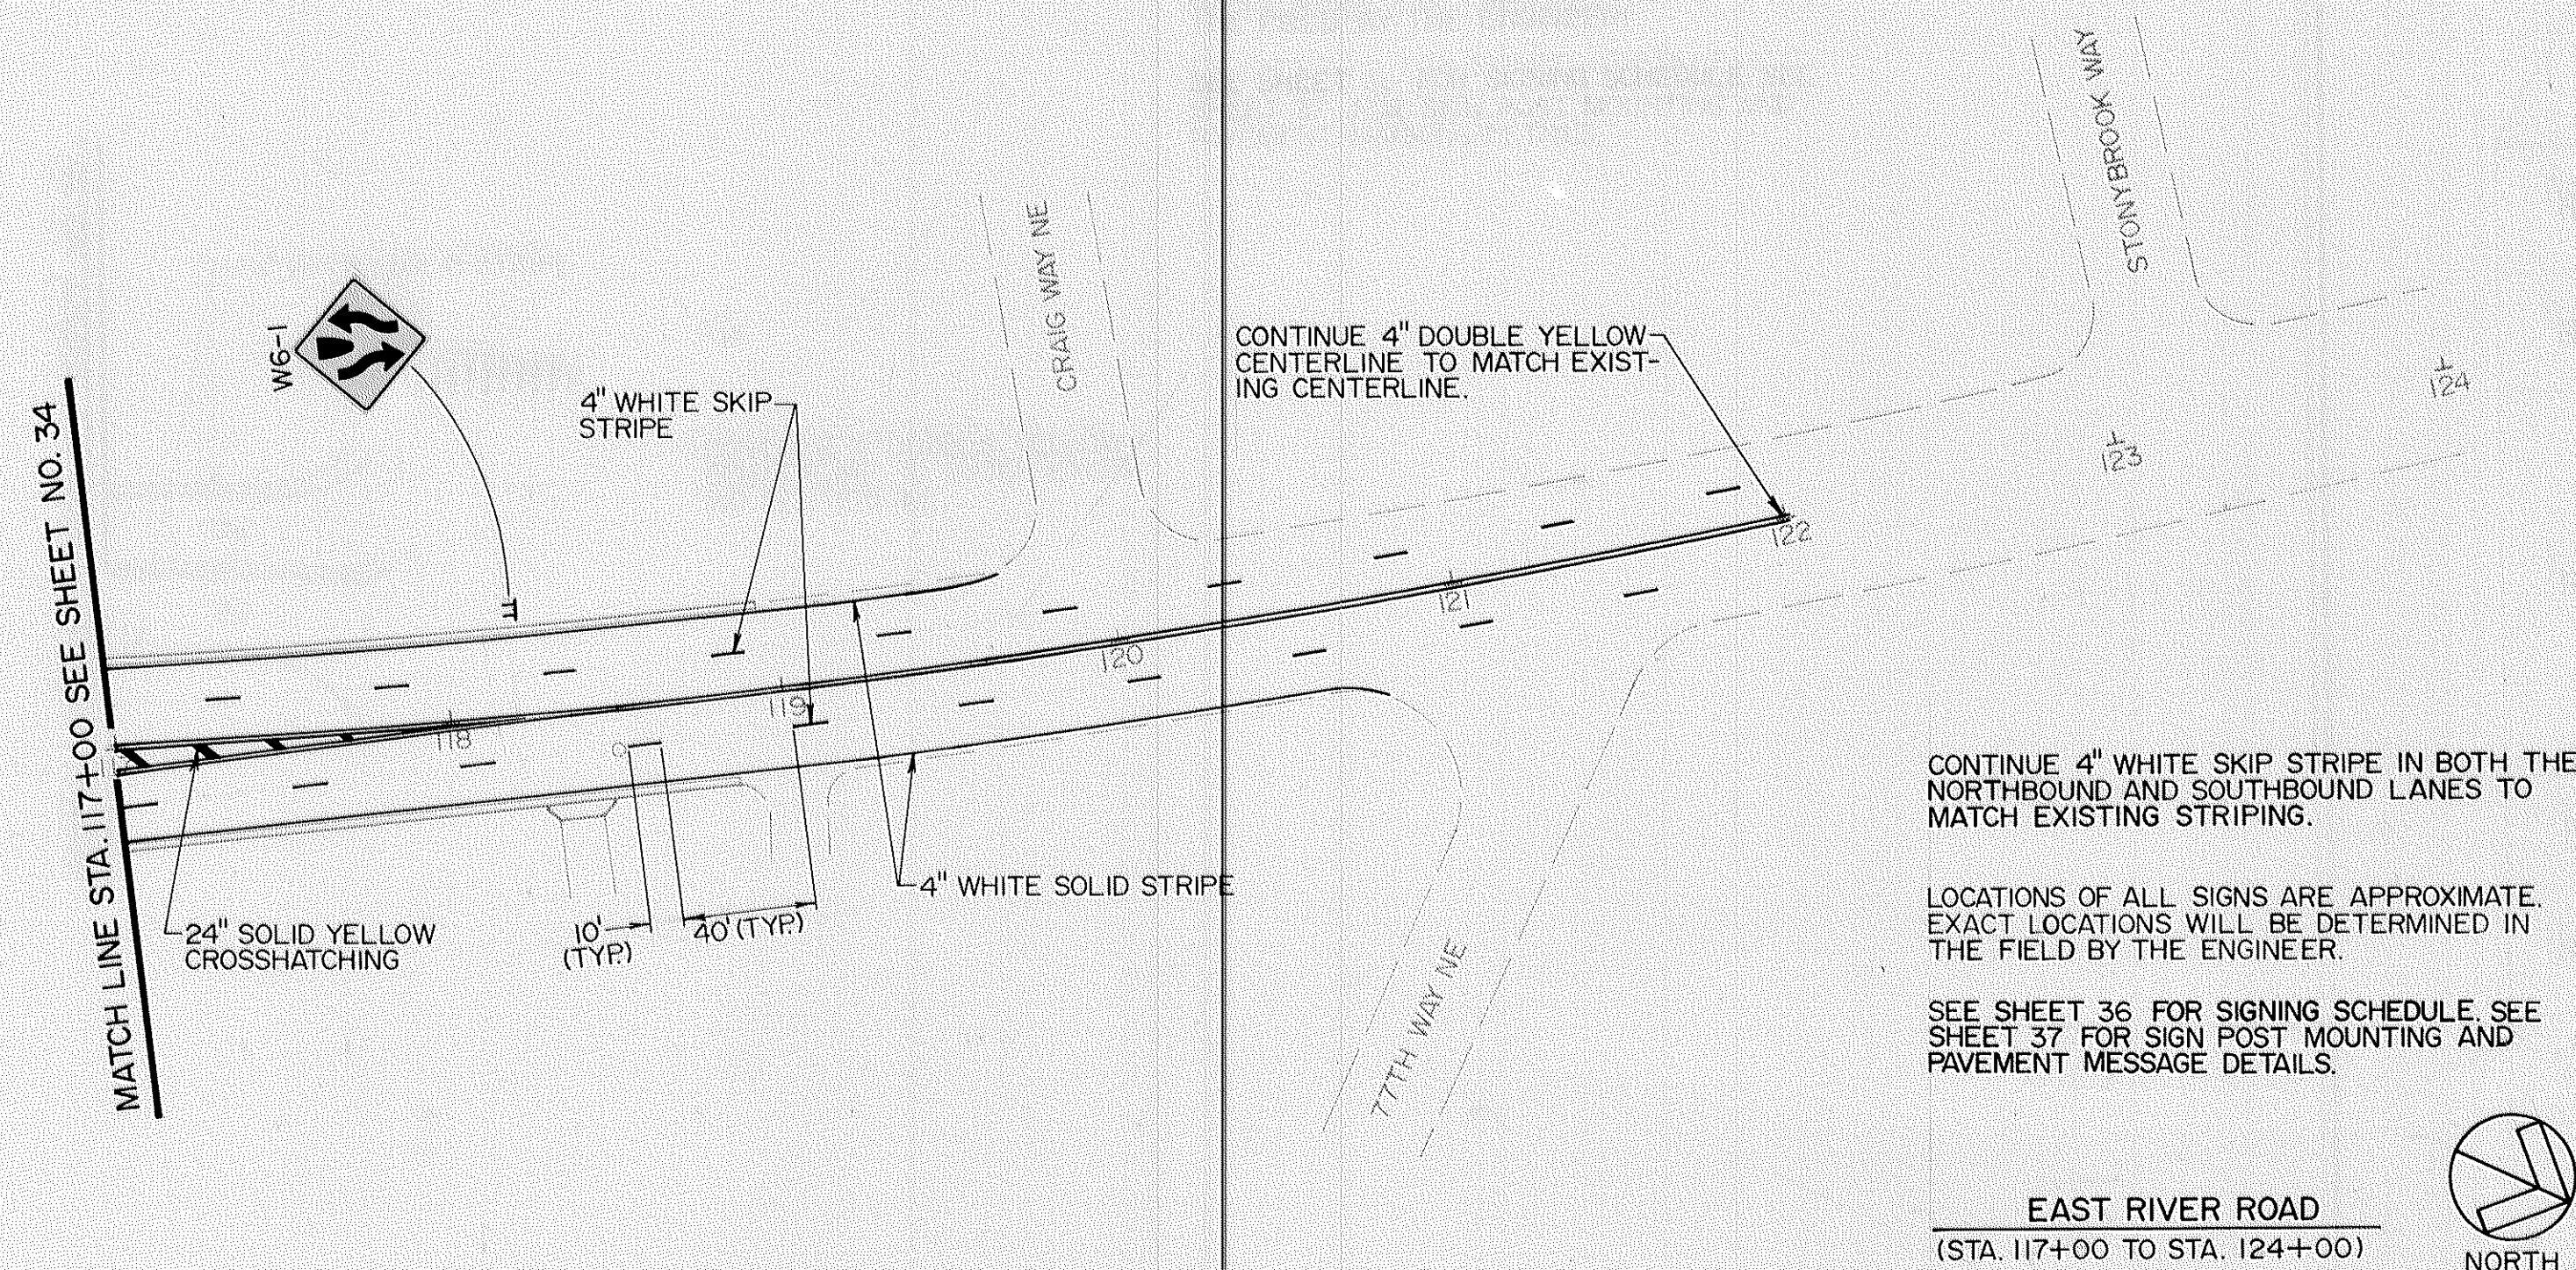 MATCH LINE STA. 117+00 SEE SHEET NO. 34
W6-1
4" WHITE SKIP
STRIPE
CRAIG WAY NE
CONTINUE 4" DOUBLE YELLOW
CENTERLINE TO MATCH EXIST-
ING CENTERLINE.
STONYBROOK WAY
124
123
122
121
120
119
118
24" SOLID YELLOW
CROSSHATCHING
10'
(TYP.)
40' (TYP.)
4" WHITE SOLID STRIPE
77TH WAY NE
CONTINUE 4" WHITE SKIP STRIPE IN BOTH THE
NORTHBOUND AND SOUTHBOUND LANES TO
MATCH EXISTING STRIPING.
LOCATIONS OF ALL SIGNS ARE APPROXIMATE.
EXACT LOCATIONS WILL BE DETERMINED IN
THE FIELD BY THE ENGINEER.
SEE SHEET 36 FOR SIGNING SCHEDULE. SEE
SHEET 37 FOR SIGN POST MOUNTING AND
PAVEMENT MESSAGE DETAILS.
EAST RIVER ROAD
(STA. 117+00 TO STA. 124+00)
NORTH